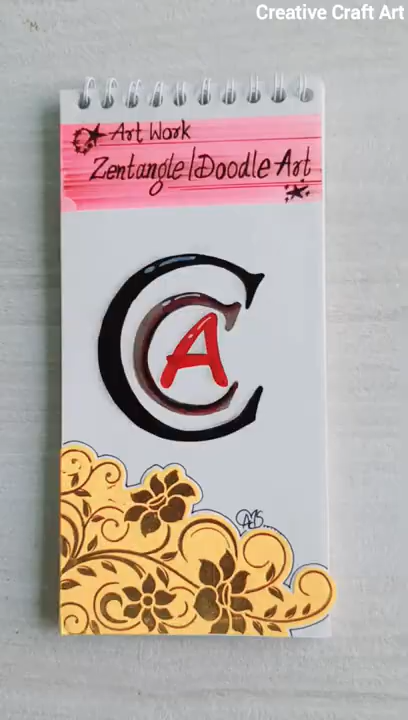 Creative Craft Art
Art Work
Zentangle/Doodle Art
C
C
A